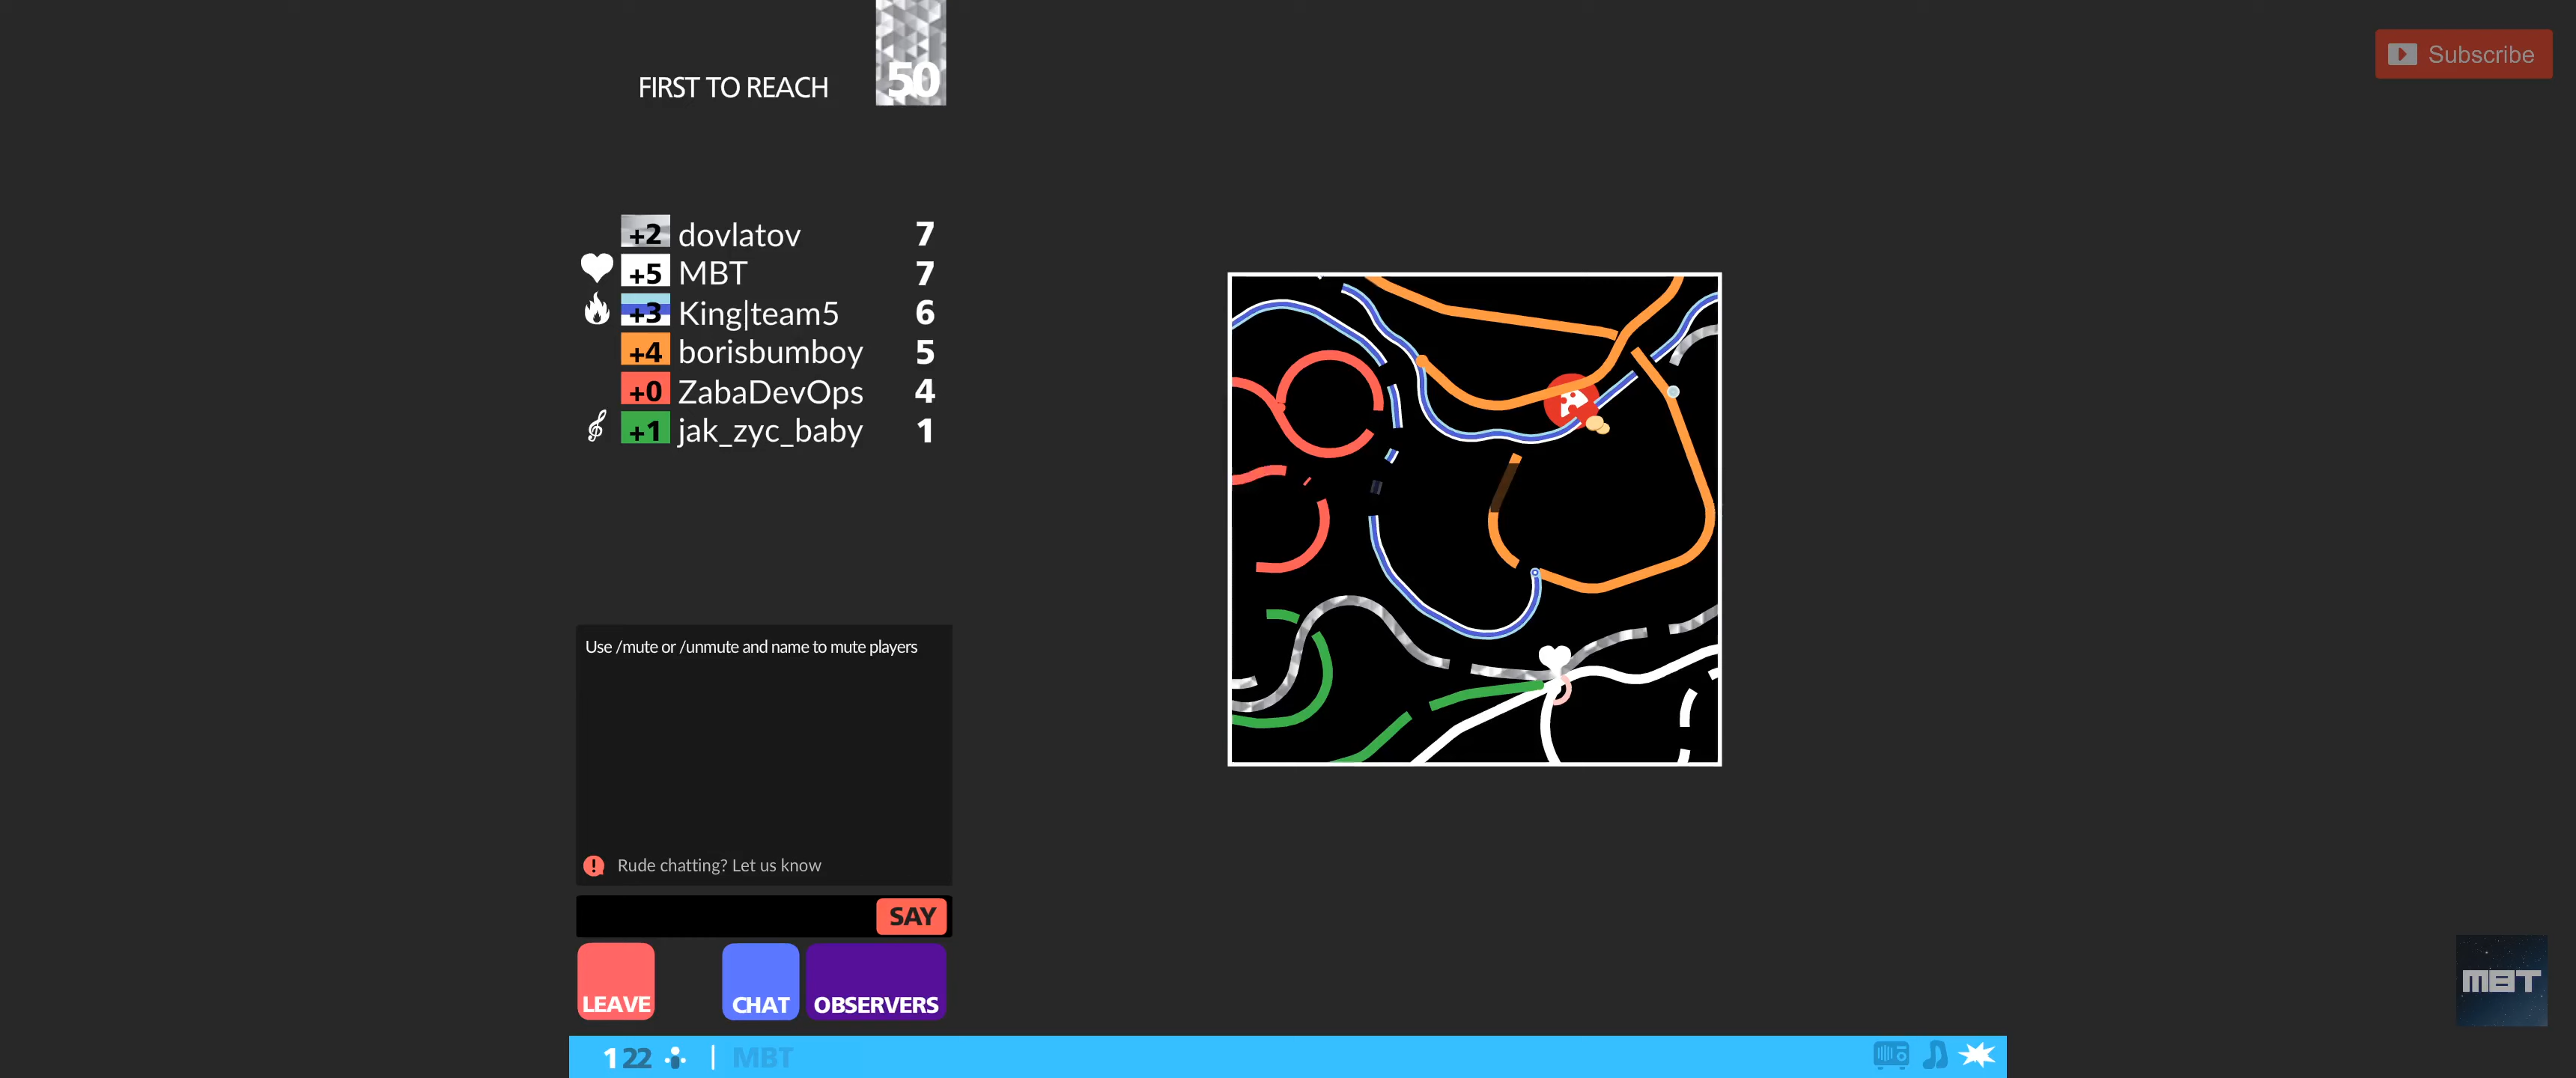 FIRST TO REACH 50
Subscribe
+2 dovlatov 7
+5 MBT 7
+3 King|team5 6
+4 borisbumboy 5
+0 ZabaDevOps 4
+1 jak_zyc_baby 1
Use /mute or /unmute and name to mute players
Rude chatting? Let us know
SAY
LEAVE CHAT OBSERVERS
MBT
1 22 | MBT